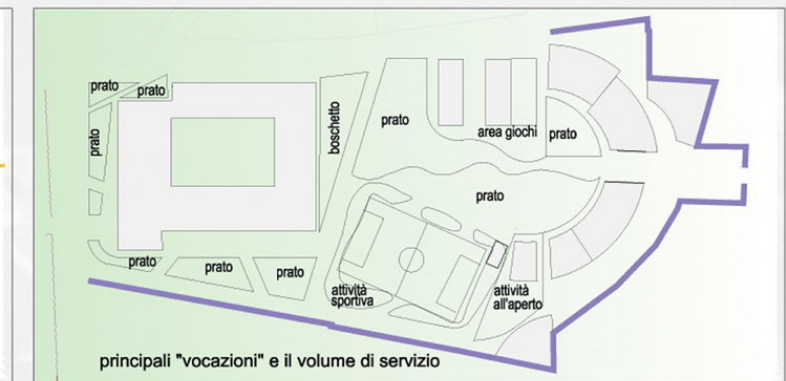 prato
prato
prato
boschetto
prato
area giochi
prato
prato
prato
prato
prato
attività
sportiva
attività
all'aperto
principali "vocazioni" e il volume di servizio